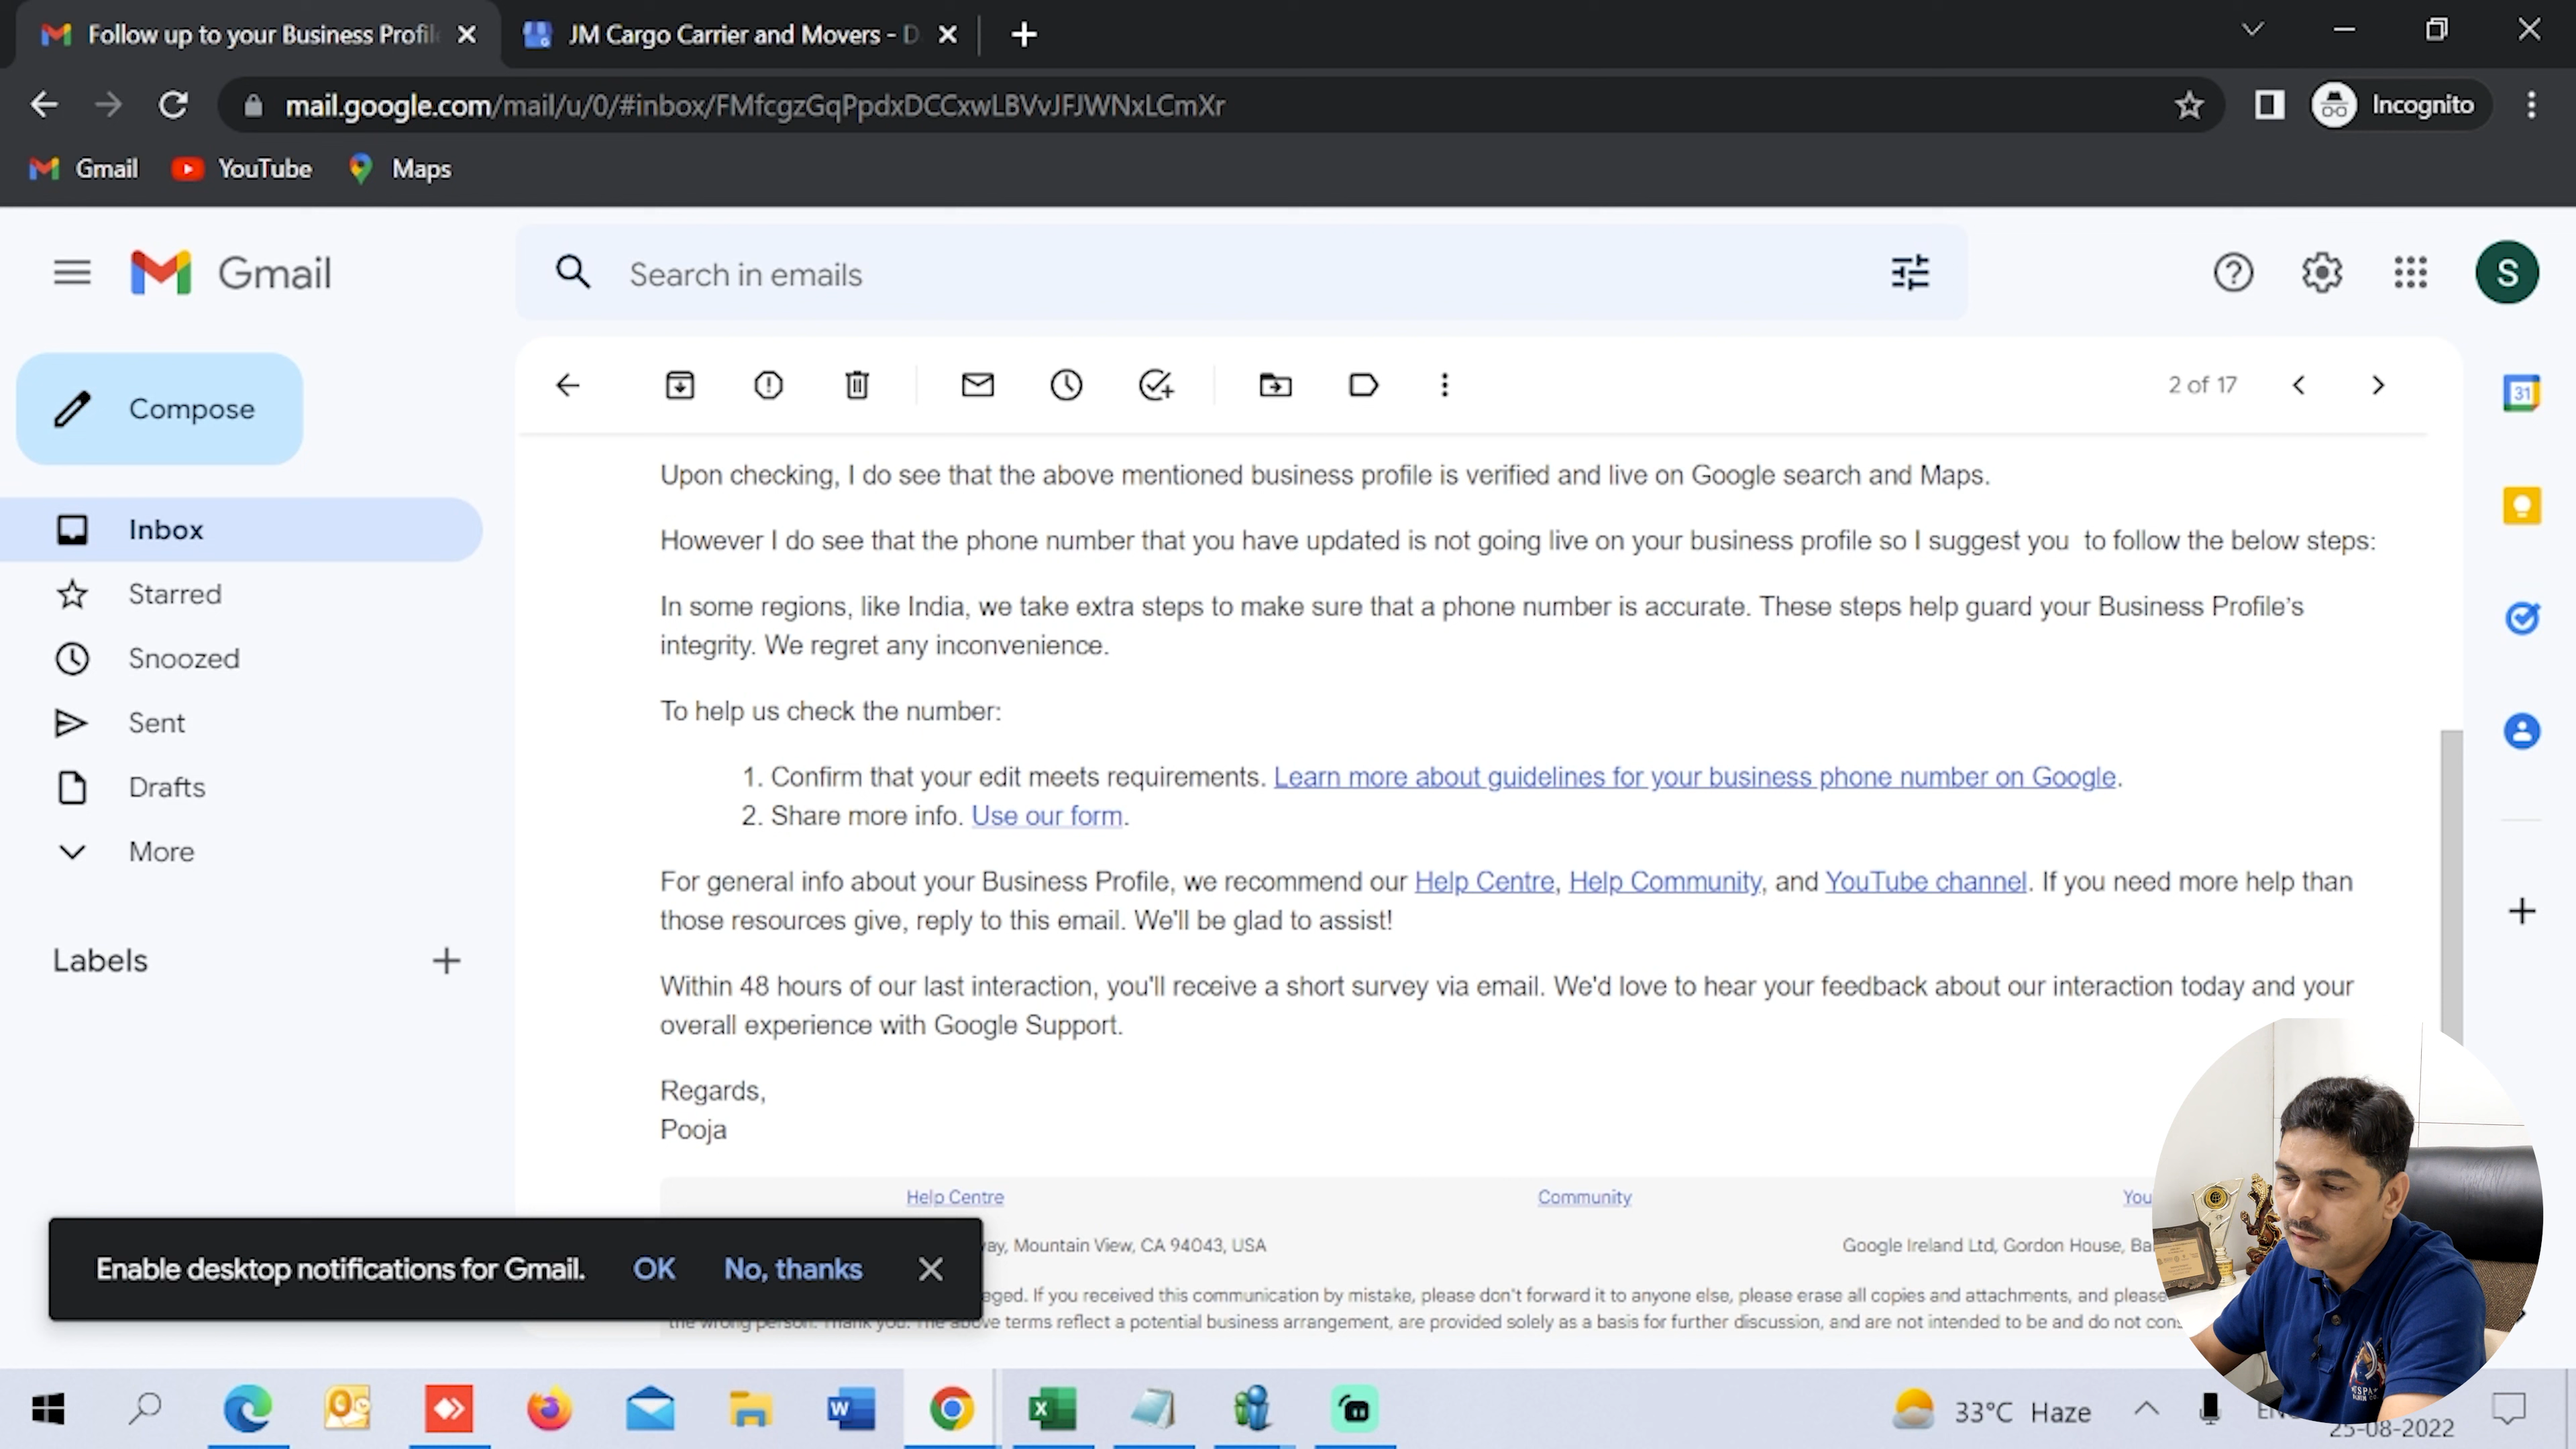 Follow up to your Business Profile
JM Cargo Carrier and Movers - D
mail.google.com/mail/u/0/#inbox/FMfcgzGqPpdxDCCxwLBVvJFJWNxLCmXr
Incognito
Gmail
YouTube
Maps
Gmail
Search in emails
S
Compose
2 of 17
31
Inbox
Starred
Snoozed
Sent
Drafts
More
Labels
Upon checking, I do see that the above mentioned business profile is verified and live on Google search and Maps.
However I do see that the phone number that you have updated is not going live on your business profile so I suggest you to follow the below steps:
In some regions, like India, we take extra steps to make sure that a phone number is accurate. These steps help guard your Business Profile's
integrity. We regret any inconvenience.
To help us check the number:
1. Confirm that your edit meets requirements. Learn more about guidelines for your business phone number on Google.
2. Share more info. Use our form.
For general info about your Business Profile, we recommend our Help Centre, Help Community, and YouTube channel. If you need more help than
those resources give, reply to this email. We'll be glad to assist!
Within 48 hours of our last interaction, you'll receive a short survey via email. We'd love to hear your feedback about our interaction today and your
overall experience with Google Support.
Regards,
Pooja
Help Centre
Community
You
Mountain View, CA 94043, USA
Google Ireland Ltd, Gordon House, Ba
If you received this communication by mistake, please don't forward it to anyone else, please erase all copies and attachments, and please
the wrong person. Thank you. The above terms reflect a potential business arrangement, are provided solely as a basis for further discussion, and are not intended to be and do not cons
Enable desktop notifications for Gmail.
OK
No, thanks
33°C Haze
25-08-2022